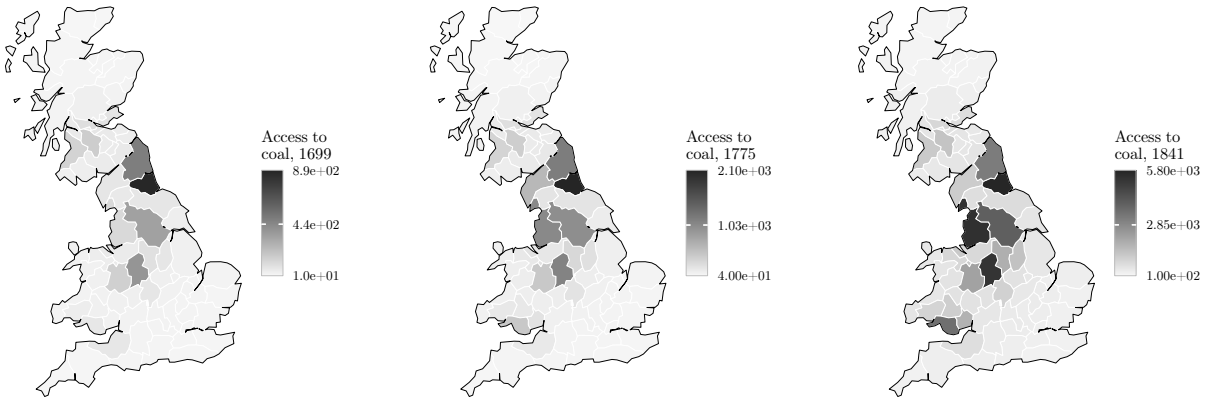 Access to
coal, 1699
8.9e+02
4.4e+02
1.0e+01
Access to
coal, 1775
2.10e+03
1.03e+03
4.00e+01
Access to
coal, 1841
5.80e+03
2.85e+03
1.00e+02